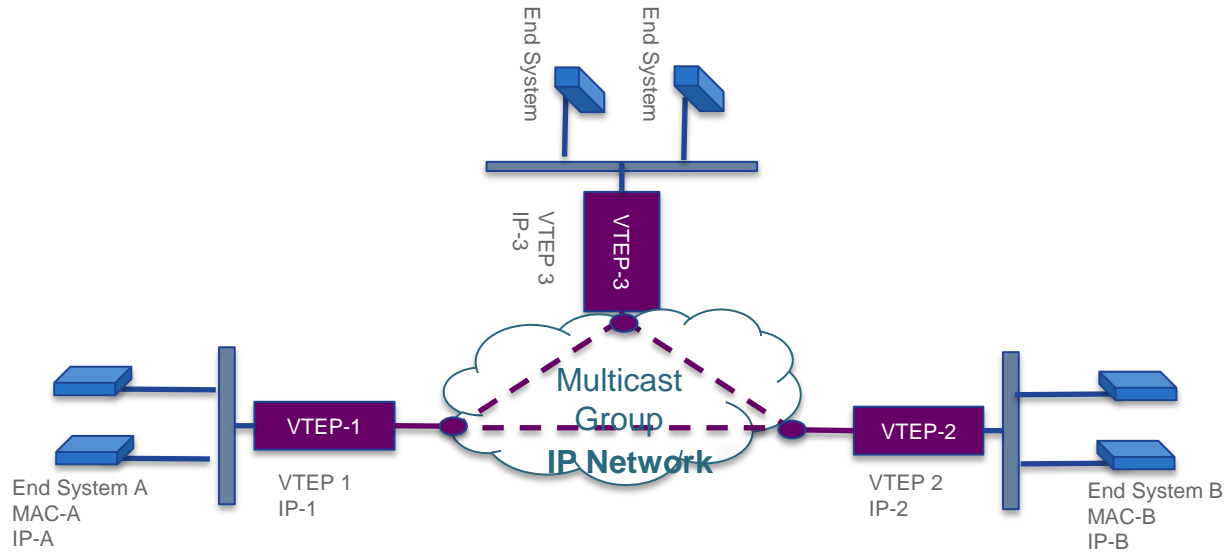 End System
End System
VTEP 3
IP-3
VTEP-3
Multicast
Group
IP Network
VTEP-1
VTEP-2
VTEP 1
IP-1
VTEP 2
IP-2
End System A
MAC-A
IP-A
End System B
MAC-B
IP-B